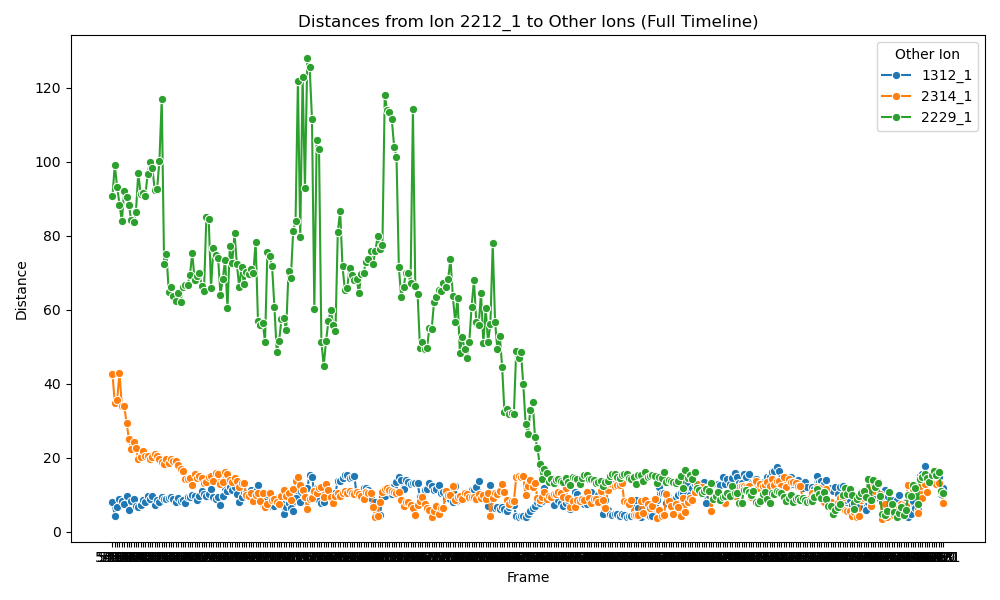 Distances from Ion 2212_1 to Other Ions (Full Timeline)
Other Ion
1312_1
2314_1
2229_1
120
100
80
60
40
20
0
Distance
Frame